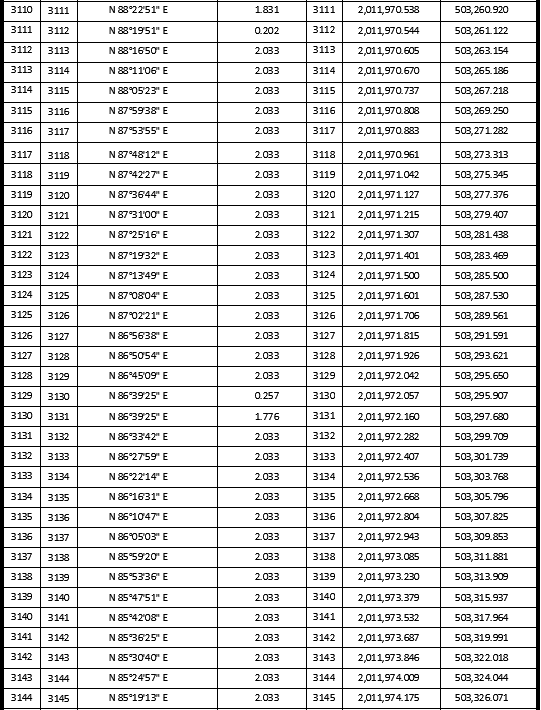 3110 3111 N 88°22'51" E 1.831 3111 2,011,970.538 503,260.920
3111 3112 N 88°19'51" E 0.202 3112 2,011,970.544 503,261.122
3112 3113 N 88°16'50" E 2.033 3113 2,011,970.605 503,263.154
3113 3114 N 88°11'06" E 2.033 3114 2,011,970.670 503,265.186
3114 3115 N 88°05'23" E 2.033 3115 2,011,970.737 503,267.218
3115 3116 N 87°59'38" E 2.033 3116 2,011,970.808 503,269.250
3116 3117 N 87°53'55" E 2.033 3117 2,011,970.883 503,271.282
3117 3118 N 87°48'12" E 2.033 3118 2,011,970.961 503,273.313
3118 3119 N 87°42'27" E 2.033 3119 2,011,971.042 503,275.345
3119 3120 N 87°36'44" E 2.033 3120 2,011,971.127 503,277.376
3120 3121 N 87°31'00" E 2.033 3121 2,011,971.215 503,279.407
3121 3122 N 87°25'16" E 2.033 3122 2,011,971.307 503,281.438
3122 3123 N 87°19'32" E 2.033 3123 2,011,971.401 503,283.469
3123 3124 N 87°13'49" E 2.033 3124 2,011,971.500 503,285.500
3124 3125 N 87°08'04" E 2.033 3125 2,011,971.601 503,287.530
3125 3126 N 87°02'21" E 2.033 3126 2,011,971.706 503,289.561
3126 3127 N 86°56'38" E 2.033 3127 2,011,971.815 503,291.591
3127 3128 N 86°50'54" E 2.033 3128 2,011,971.926 503,293.621
3128 3129 N 86°45'09" E 2.033 3129 2,011,972.042 503,295.650
3129 3130 N 86°39'25" E 0.257 3130 2,011,972.057 503,295.907
3130 3131 N 86°39'25" E 1.776 3131 2,011,972.160 503,297.680
3131 3132 N 86°33'42" E 2.033 3132 2,011,972.282 503,299.709
3132 3133 N 86°27'59" E 2.033 3133 2,011,972.407 503,301.739
3133 3134 N 86°22'14" E 2.033 3134 2,011,972.536 503,303.768
3134 3135 N 86°16'31" E 2.033 3135 2,011,972.668 503,305.796
3135 3136 N 86°10'47" E 2.033 3136 2,011,972.804 503,307.825
3136 3137 N 86°05'03" E 2.033 3137 2,011,972.943 503,309.853
3137 3138 N 85°59'20" E 2.033 3138 2,011,973.085 503,311.881
3138 3139 N 85°53'36" E 2.033 3139 2,011,973.230 503,313.909
3139 3140 N 85°47'51" E 2.033 3140 2,011,973.379 503,315.937
3140 3141 N 85°42'08" E 2.033 3141 2,011,973.532 503,317.964
3141 3142 N 85°36'25" E 2.033 3142 2,011,973.687 503,319.991
3142 3143 N 85°30'40" E 2.033 3143 2,011,973.846 503,322.018
3143 3144 N 85°24'57" E 2.033 3144 2,011,974.009 503,324.044
3144 3145 N 85°19'13" E 2.033 3145 2,011,974.175 503,326.071